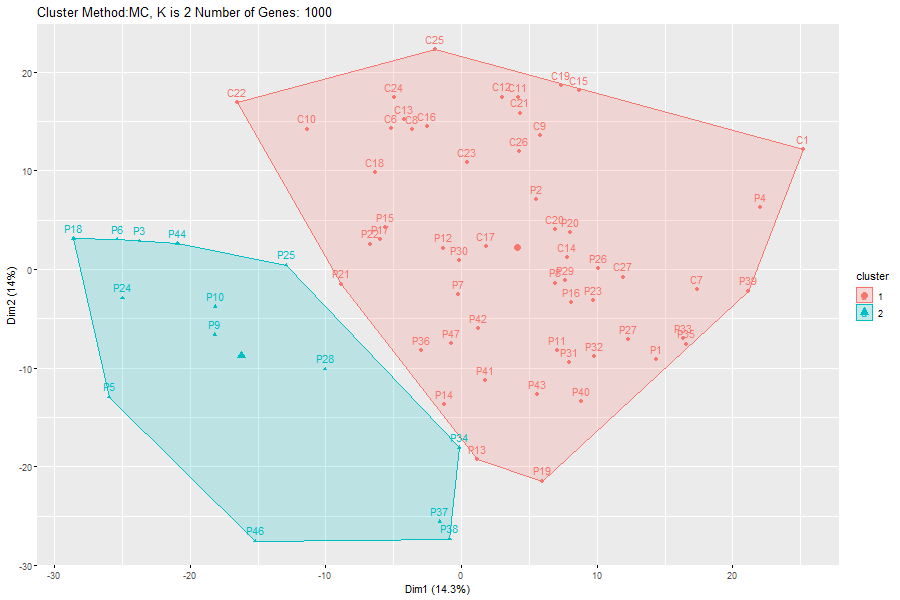 Cluster Method:MC, K is 2 Number of Genes: 1000
C25
C19
C15
C24
C12
C11
C22
C21
C13
C10
C6
C8
C16
C9
C26
C1
C23
C18
P2
P4
P15
C20
P20
P18
P6
P3
P44
P22
P17
P12
C17
P30
C14
P25
P26
P21
P8
P29
C27
C7
P39
P24
P7
P16
P23
P10
P42
P9
P36
P47
P27
P33
P35
P28
P11
P31
P32
P1
P41
P5
P14
P43
P40
P34
P13
P19
P37
P46
P38
20
10
0
-10
-20
-30
Dim2 (14%)
-30
-20
-10
0
10
20
Dim1 (14.3%)
cluster
1
2